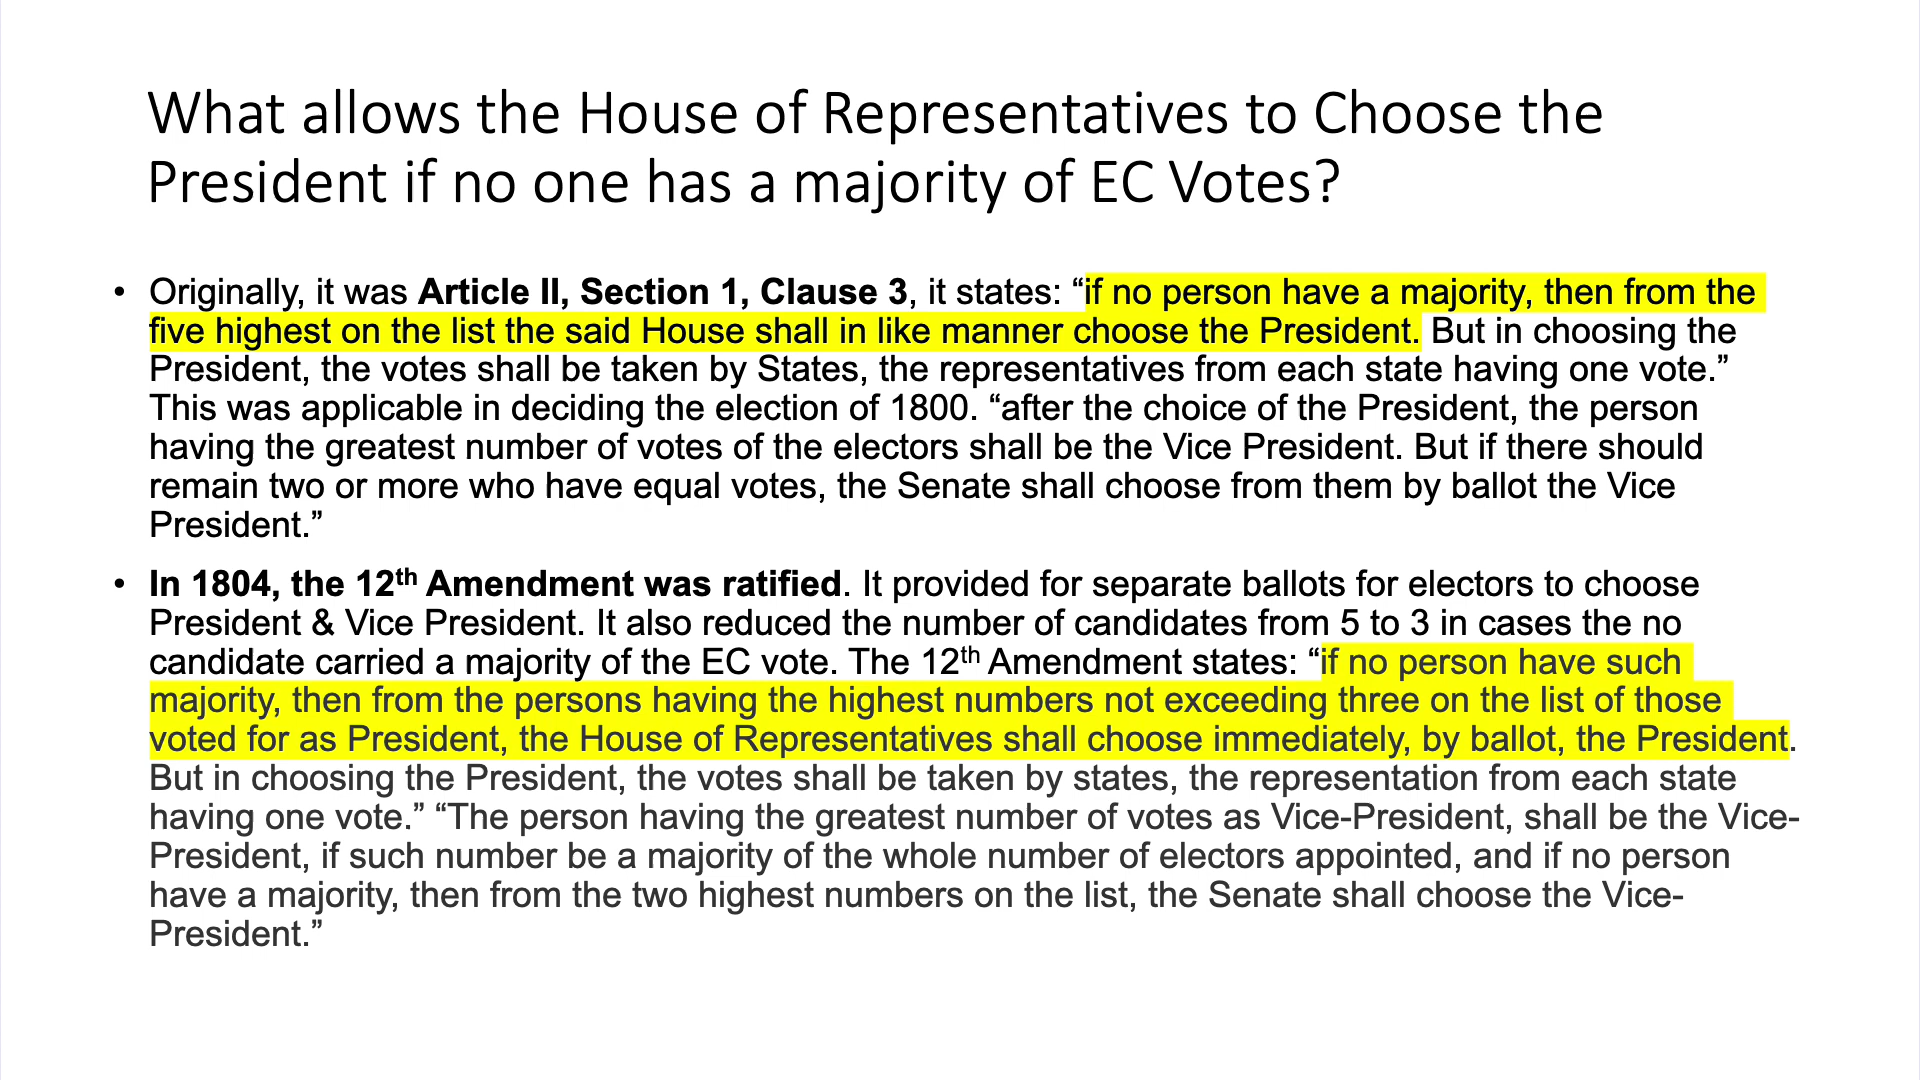 What allows the House of Representatives to Choose the
President if no one has a majority of EC Votes?
• Originally, it was Article II, Section 1, Clause 3, it states: “if no person have a majority, then from the
five highest on the list the said House shall in like manner choose the President. But in choosing the
President, the votes shall be taken by States, the representatives from each state having one vote.”
This was applicable in deciding the election of 1800. “after the choice of the President, the person
having the greatest number of votes of the electors shall be the Vice President. But if there should
remain two or more who have equal votes, the Senate shall choose from them by ballot the Vice
President.”
• In 1804, the 12th Amendment was ratified. It provided for separate ballots for electors to choose
President & Vice President. It also reduced the number of candidates from 5 to 3 in cases the no
candidate carried a majority of the EC vote. The 12th Amendment states: “if no person have such
majority, then from the persons having the highest numbers not exceeding three on the list of those
voted for as President, the House of Representatives shall choose immediately, by ballot, the President.
But in choosing the President, the votes shall be taken by states, the representation from each state
having one vote.” “The person having the greatest number of votes as Vice-President, shall be the Vice-
President, if such number be a majority of the whole number of electors appointed, and if no person
have a majority, then from the two highest numbers on the list, the Senate shall choose the Vice-
President.”